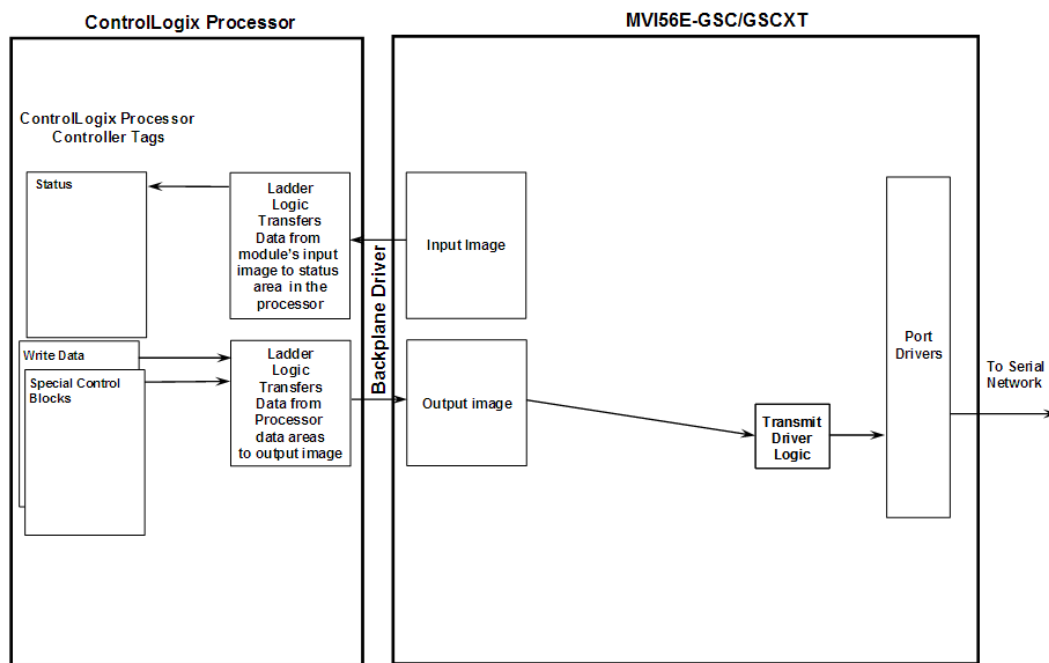 ControlLogix Processor
MVI56E-GSC/GSCXT
ControlLogix Processor
Controller Tags
Status
Ladder
Logic
Transfers
Data from
module's input
image to status
area in the
processor
Backplane Driver
Input Image
Port
Drivers
To Serial
Network
Write Data
Special Control
Blocks
Ladder
Logic
Transfers
Data from
Processor
data areas
to output image
Output image
Transmit
Driver
Logic